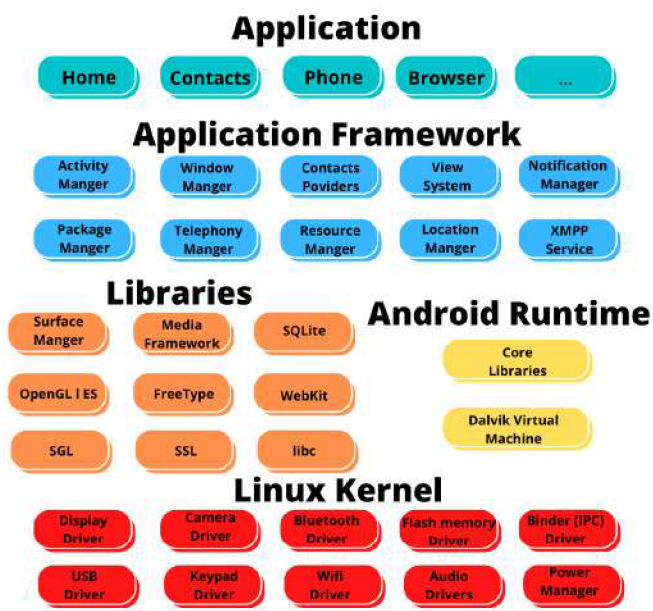 Application
Home
Contacts
Phone
Browser
...
Application Framework
Activity
Manger
Window
Manger
Contacts
Poviders
View
System
Notification
Manager
Package
Manger
Telephony
Manger
Resource
Manger
Location
Manger
XMPP
Service
Libraries
Surface
Manger
Media
Framework
SQLite
OpenGL l ES
FreeType
WebKit
SGL
SSL
libc
Android Runtime
Core
Libraries
Dalvik Virtual
Machine
Linux Kernel
Display
Driver
Camera
Driver
Bluetooth
Driver
Flash memory
Driver
Binder (IPC)
Driver
USB
Driver
Keypad
Driver
Wifi
Driver
Audio
Drivers
Power
Manager